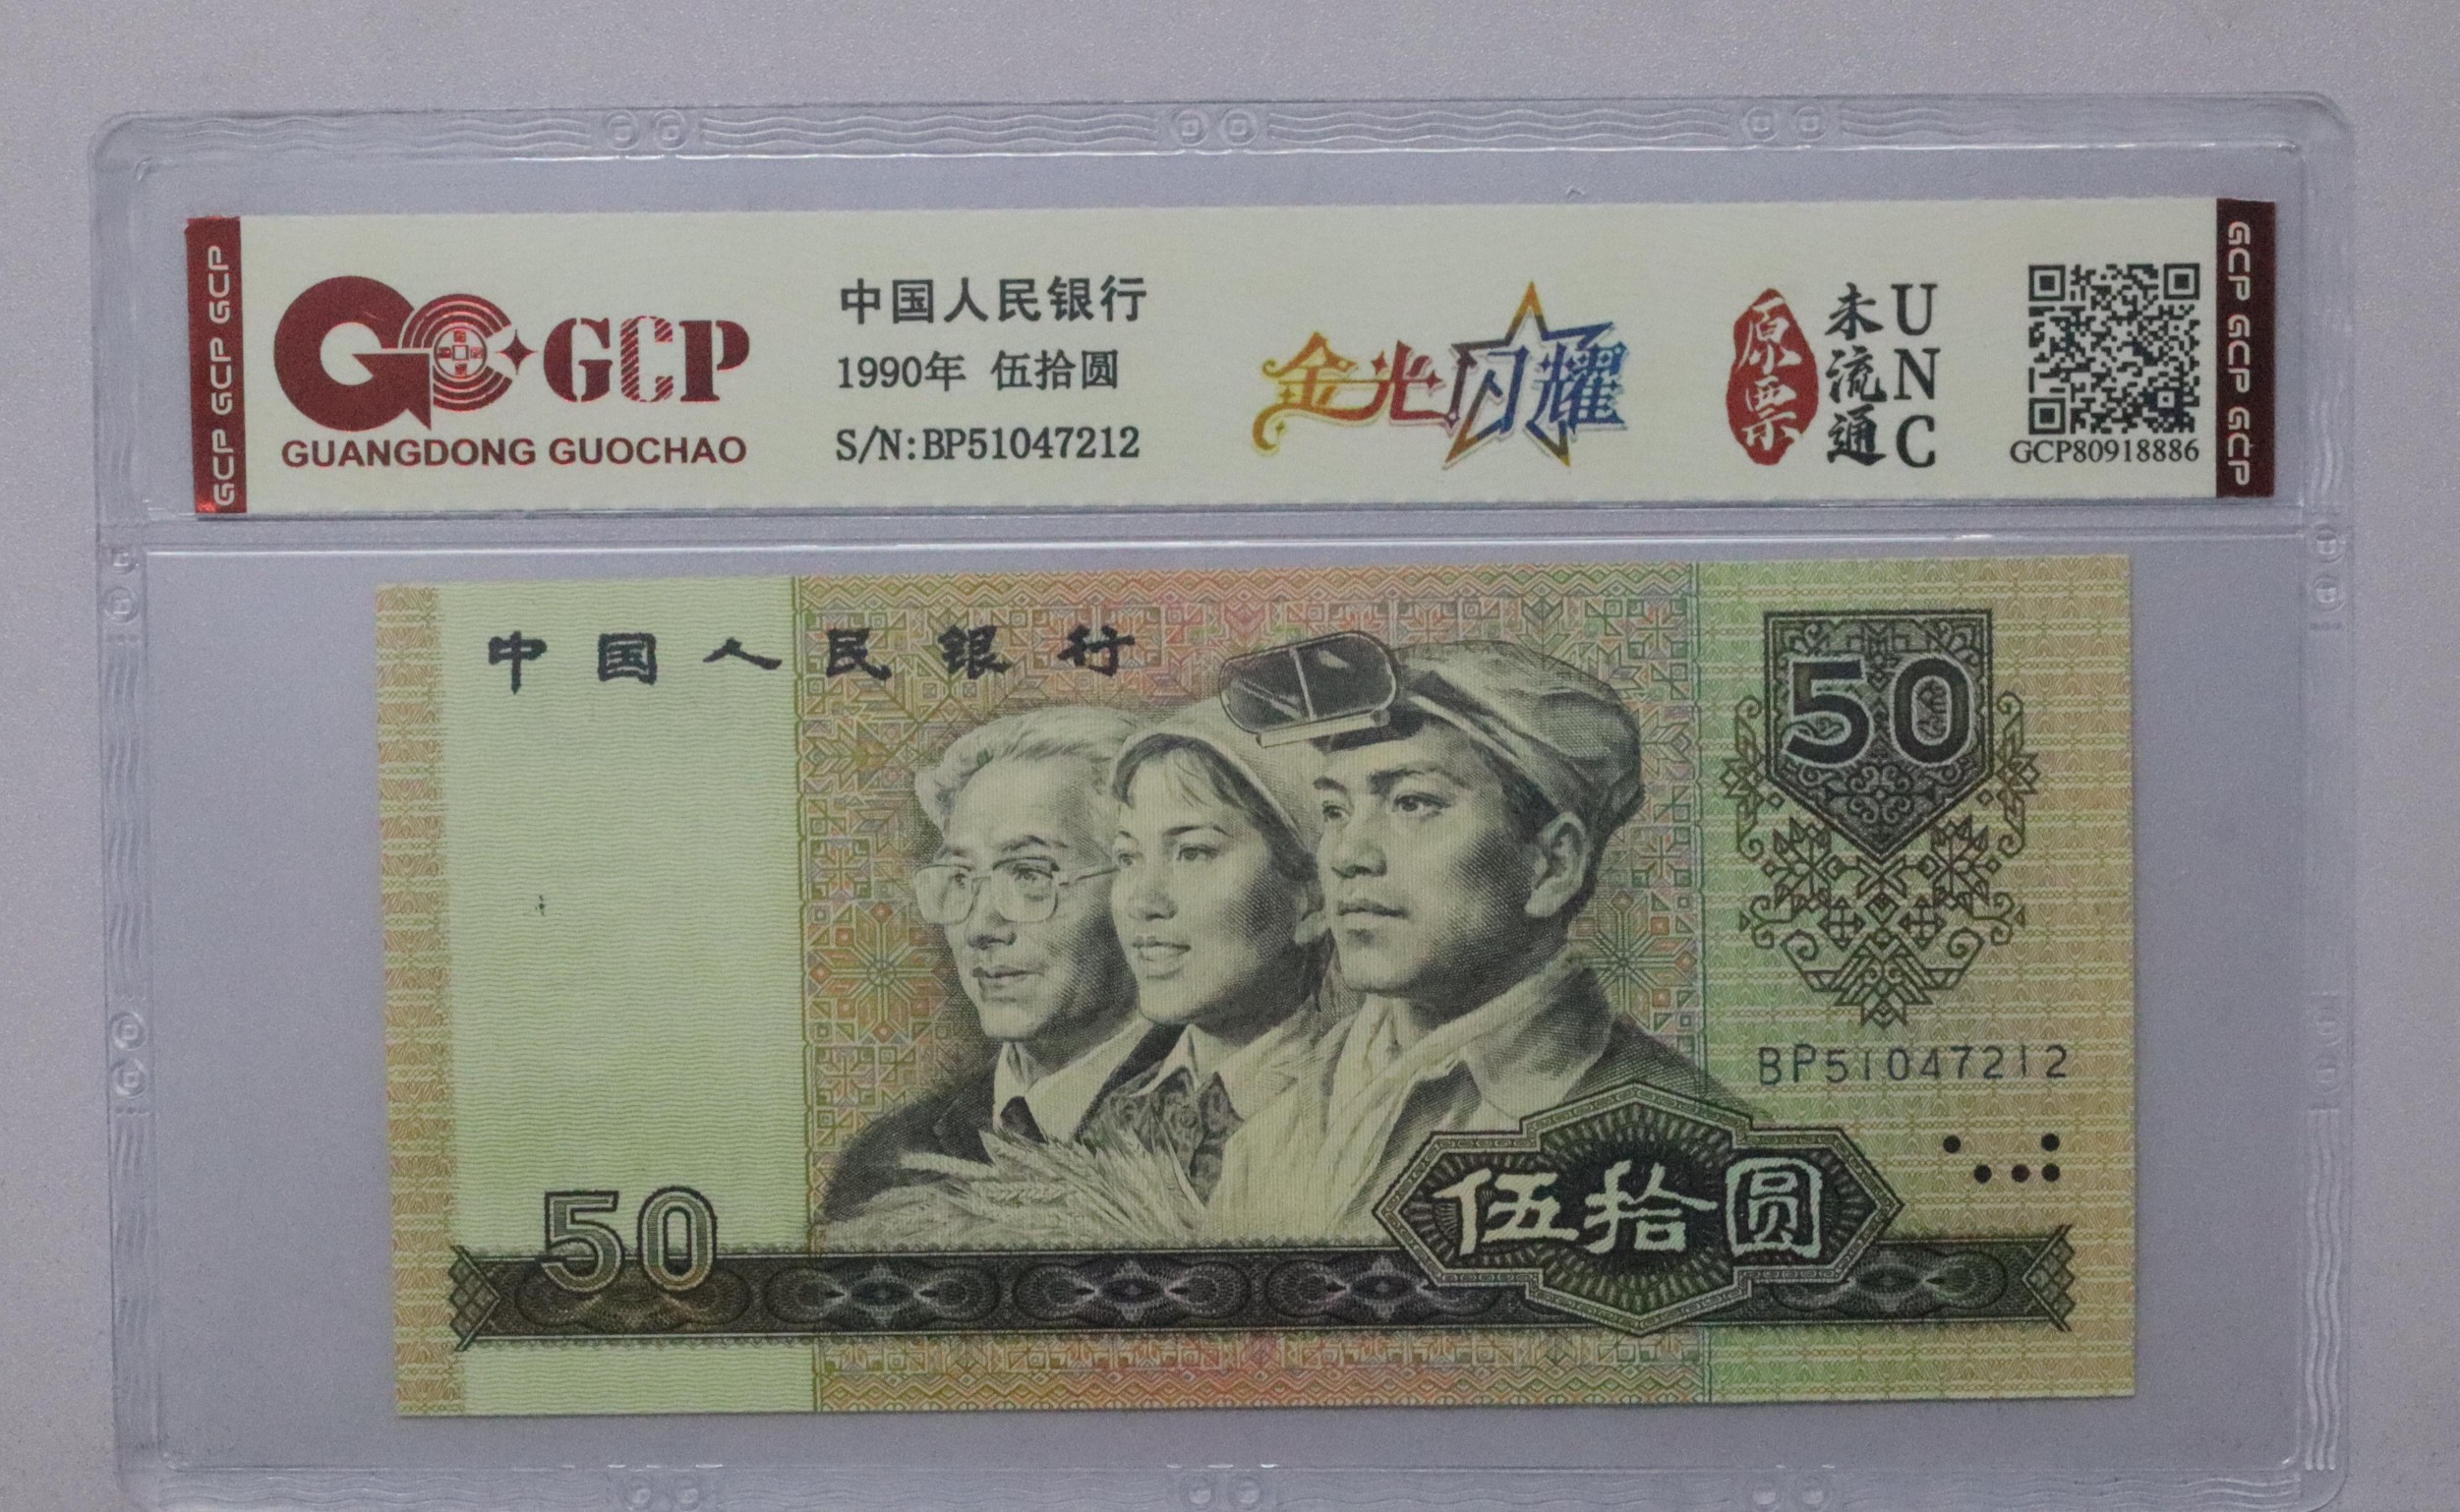 GCP GCP GCP
GCP
GUANGDONG GUOCHAO
中国人民银行
1990年 伍拾圆
S/N:BP51047212
金光闪耀
原票
未流通
UNC
GCP80918886
GCP GCP GCP
中国人民银行
50
BP51047212
50
伍拾圆